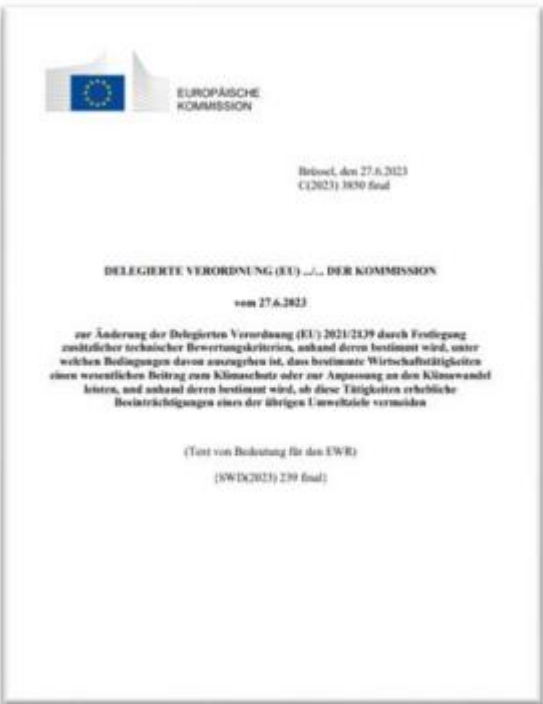 EUROPÄISCHE
KOMMISSION
Brüssel, den 27.6.2023
C(2023) 3850 final
DELEGIERTE VERORDNUNG (EU) .../... DER KOMMISSION
vom 27.6.2023
zur Änderung der Delegierten Verordnung (EU) 2021/2139 durch Festlegung
zusätzlicher technischer Bewertungskriterien, anhand deren bestimmt wird, unter
welchen Bedingungen davon auszugehen ist, dass bestimmte Wirtschaftstätigkeiten
einen wesentlichen Beitrag zum Klimaschutz oder zur Anpassung an den Klimawandel
leisten, und anhand deren bestimmt wird, ob diese Tätigkeiten erhebliche
Beeinträchtigungen eines der übrigen Umweltziele vermeiden
(Text von Bedeutung für den EWR)
{SWD(2023) 239 final}